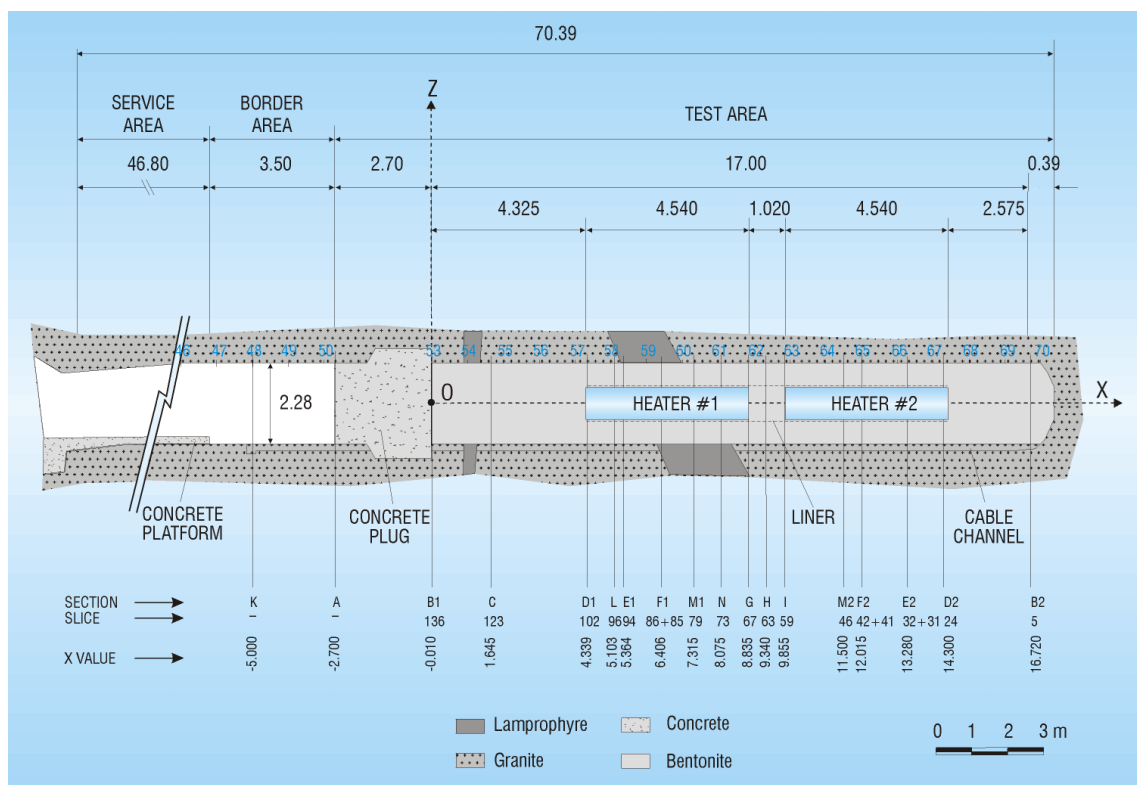 70.39
SERVICE AREA
BORDER AREA
Z
TEST AREA
46.80 3.50 2.70 17.00 0.39
4.325 4.540 1.020 4.540 2.575
46 47 48 49 50 53 54 55 56 57 58 59 60 61 62 63 64 65 66 67 68 69 70
2.28 O HEATER #1 HEATER #2 X
CONCRETE PLATFORM
CONCRETE PLUG
LINER
CABLE CHANNEL
SECTION K A B1 C D1 L E1 F1 M1 N G H I M2 F2 E2 D2 B2
SLICE – – 136 123 102 96 94 86+85 79 73 67 63 59 46 42+41 32+31 24 5
X VALUE -5.000 -2.700 -0.010 1.645 4.339 5.103 5.364 6.406 7.315 8.075 8.835 9.340 9.855 11.500 12.015 13.280 14.300 16.720
Lamprophyre Concrete
Granite Bentonite
0 1 2 3 m